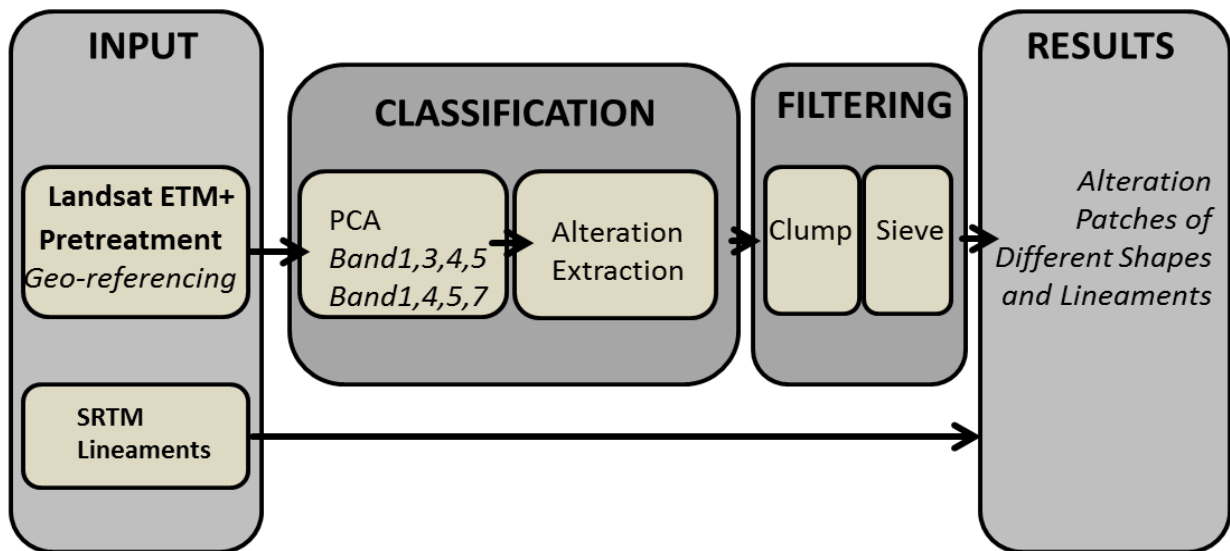 INPUT
Landsat ETM+
Pretreatment
Geo-referencing
SRTM
Lineaments
CLASSIFICATION
PCA
Band1,3,4,5
Band1,4,5,7
Alteration
Extraction
FILTERING
Clump
Sieve
RESULTS
Alteration
Patches of
Different Shapes
and Lineaments